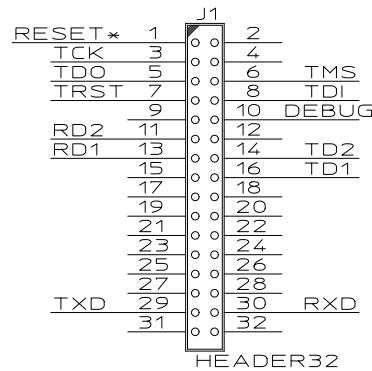 J1
RESET* 1 2
TCK 3 4
TDO 5 6 TMS
TRST 7 8 TDI
9 10 DEBUG
RD2 11 12
RD1 13 14 TD2
15 16 TD1
17 18
19 20
21 22
23 24
25 26
27 28
TXD 29 30 RXD
31 32
HEADER32